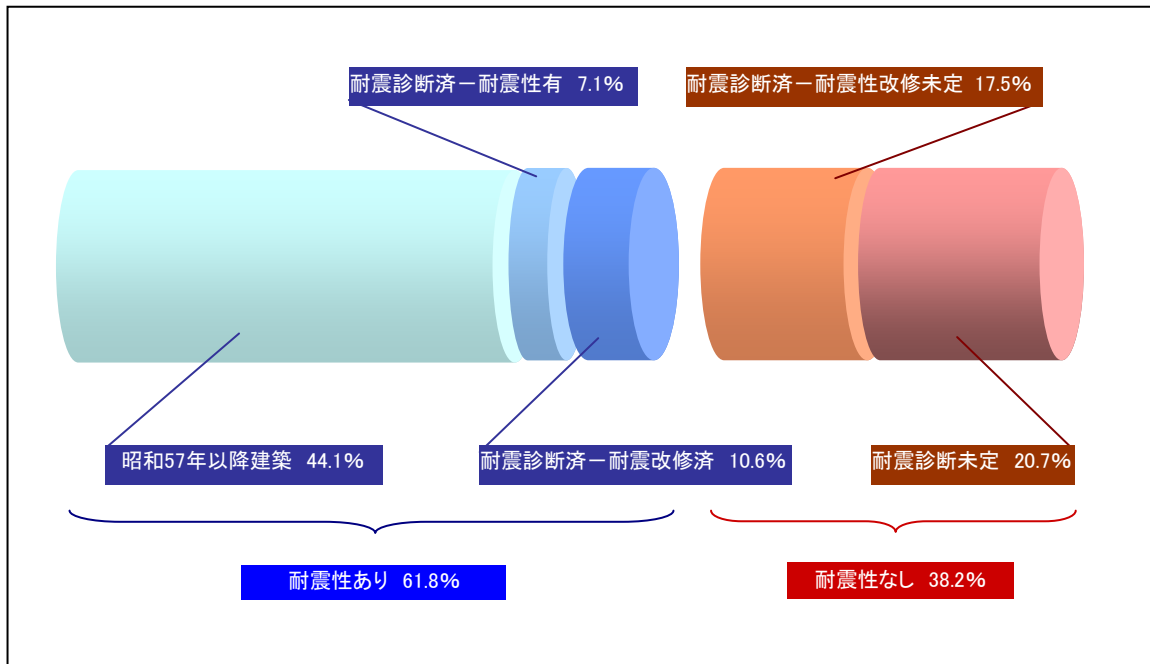 耐震診断済－耐震性有 7.1%
耐震診断済－耐震性改修未定 17.5%
昭和57年以降建築 44.1%
耐震診断済－耐震改修済 10.6%
耐震診断未定 20.7%
耐震性あり 61.8%
耐震性なし 38.2%